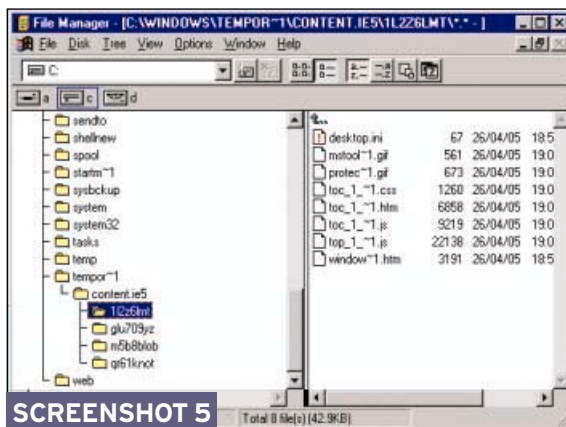 File Manager - [C:\WINDOWS\TEMPOR~1\CONTENT.IE5\1L2Z6LMT\*.* - ]
File Disk Tree View Options Window Help
C:
a c d
sendto
shellnew
spool
startm~1
sysbckup
system
system32
tasks
temp
tempor~1
content.ie5
1l2z6lmt
glu709yz
m5b8blob
qr61knot
web
..
desktop.ini 67 26/04/05 18:5
mstool~1.gif 561 26/04/05 19:0
protec~1.gif 673 26/04/05 19:0
toc_1_~1.css 1260 26/04/05 19:0
toc_1_~1.htm 6858 26/04/05 19:0
toc_1_~1.js 9219 26/04/05 19:0
top_1_~1.js 22138 26/04/05 19:0
window~1.htm 3191 26/04/05 18:5
SCREENSHOT 5
Total 8 file(s) (42.9KB)